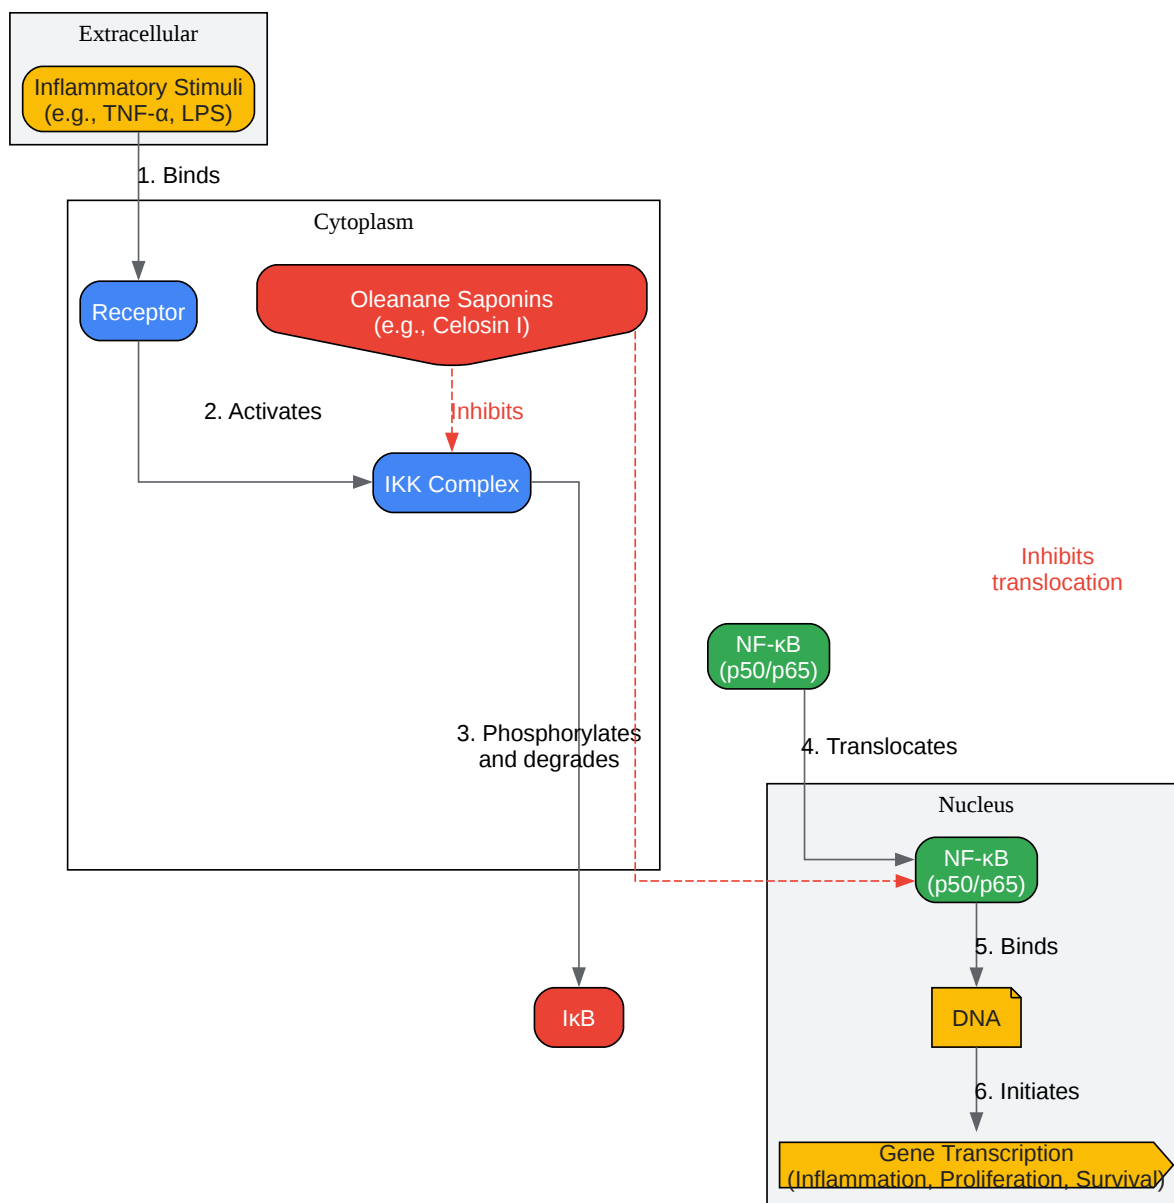 Extracellular
Inflammatory Stimuli
(e.g., TNF-α, LPS)
1. Binds
Cytoplasm
Receptor
Oleanane Saponins
(e.g., Celosin I)
2. Activates
Inhibits
IKK Complex
Inhibits
translocation
NF-κB
(p50/p65)
3. Phosphorylates
and degrades
4. Translocates
Nucleus
NF-κB
(p50/p65)
5. Binds
IκB
DNA
6. Initiates
Gene Transcription
(Inflammation, Proliferation, Survival)